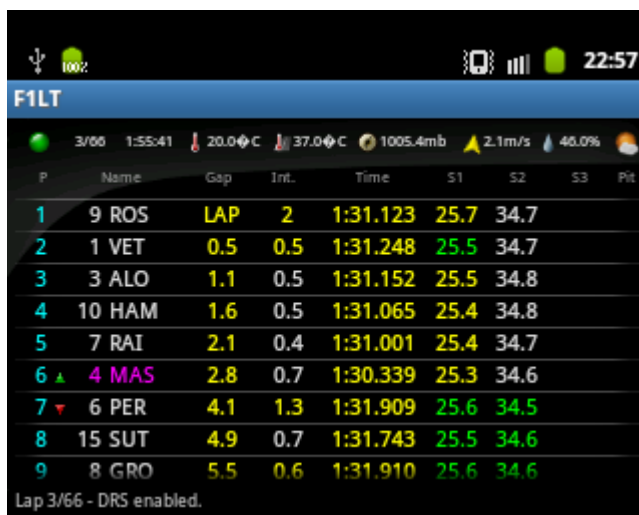 100%
22:57
F1LT
3/66 1:55:41 20.0�C 37.0�C 1005.4mb 2.1m/s 46.0%
P Name Gap Int. Time S1 S2 S3 Pit
1 9 ROS LAP 2 1:31.123 25.7 34.7
2 1 VET 0.5 0.5 1:31.248 25.5 34.7
3 3 ALO 1.1 0.5 1:31.152 25.5 34.8
4 10 HAM 1.6 0.5 1:31.065 25.4 34.8
5 7 RAI 2.1 0.4 1:31.001 25.4 34.7
6 4 MAS 2.8 0.7 1:30.339 25.3 34.6
7 6 PER 4.1 1.3 1:31.909 25.6 34.5
8 15 SUT 4.9 0.7 1:31.743 25.5 34.6
9 8 GRO 5.5 0.6 1:31.910 25.6 34.6
Lap 3/66 - DRS enabled.